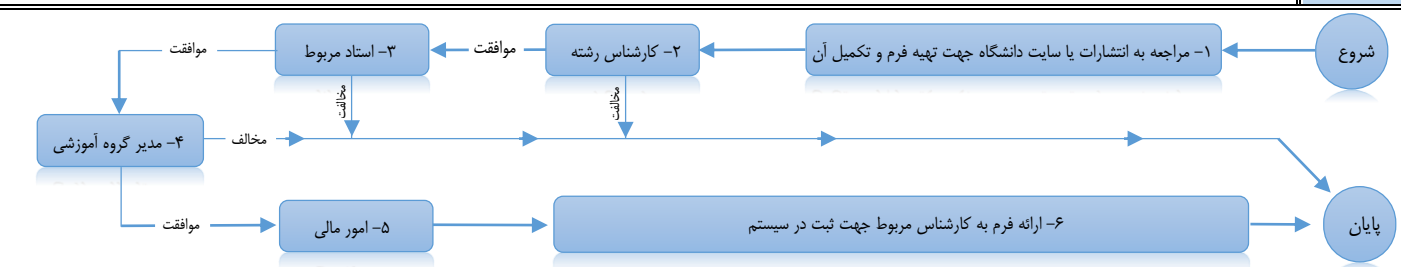 شروع
۱- مراجعه به انتشارات یا سایت دانشگاه جهت تهیه فرم و تکمیل آن
۲- کارشناس رشته
موافقت
۳- استاد مربوط
موافقت
مخالفت
مخالفت
۴- مدیر گروه آموزشی
مخالف
موافقت
۵- امور مالی
۶- ارائه فرم به کارشناس مربوط جهت ثبت در سیستم
پایان